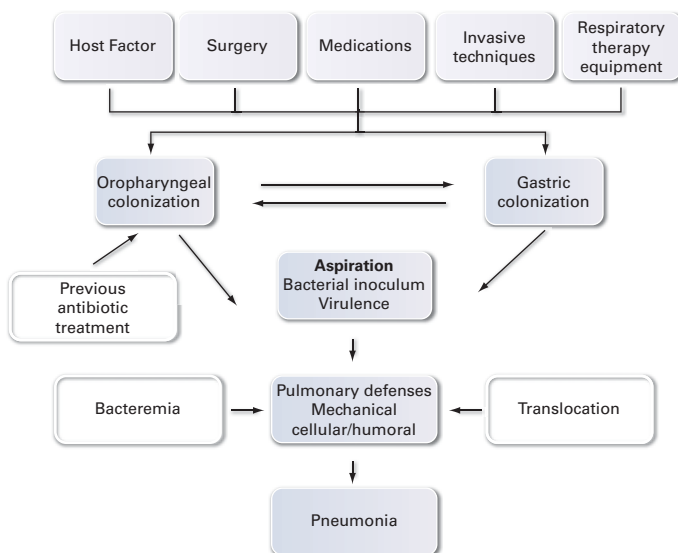 Host Factor
Surgery
Medications
Invasive
techniques
Respiratory
therapy
equipment
Oropharyngeal
colonization
Gastric
colonization
Previous
antibiotic
treatment
Aspiration
Bacterial inoculum
Virulence
Bacteremia
Pulmonary defenses
Mechanical
cellular/humoral
Translocation
Pneumonia